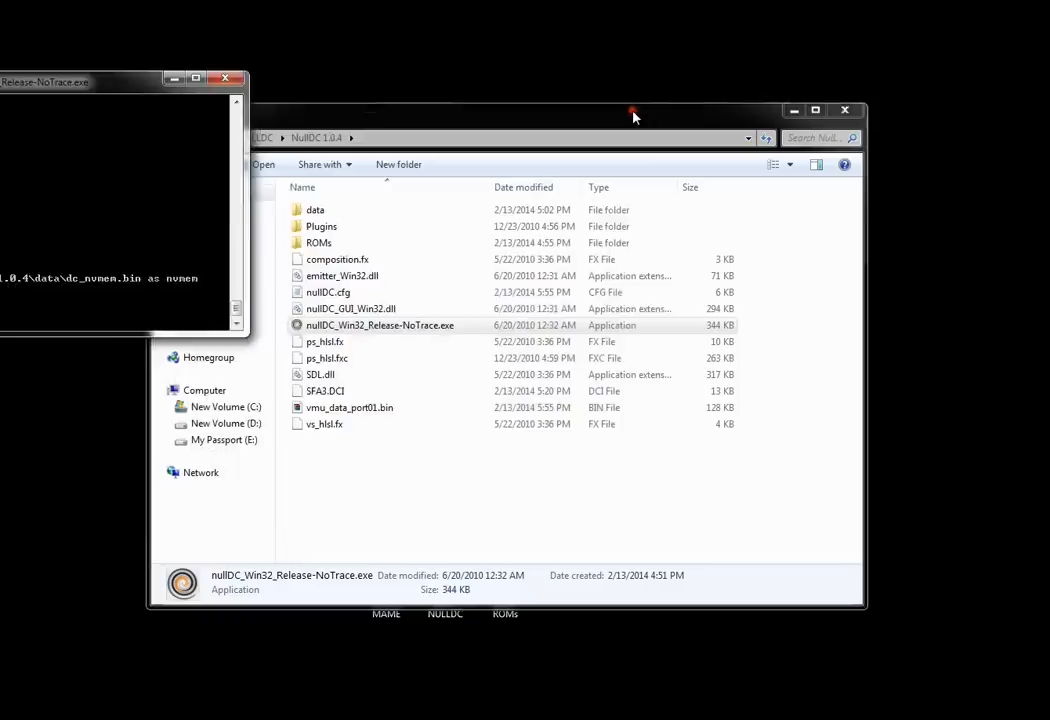 _Release-NoTrace.exe
1.0.4\data\dc_nvmem.bin as nvmem
LLDC NullDC 1.0.4 Search Null...
Open Share with New folder
Name Date modified Type Size
data 2/13/2014 5:02 PM File folder
Plugins 12/23/2010 4:56 PM File folder
ROMs 2/13/2014 4:55 PM File folder
composition.fx 5/22/2010 3:36 PM FX File 3 KB
emitter_Win32.dll 6/20/2010 12:31 AM Application extens... 71 KB
nullDC.cfg 2/13/2014 5:55 PM CFG File 6 KB
nullDC_GUI_Win32.dll 6/20/2010 12:31 AM Application extens... 294 KB
nullDC_Win32_Release-NoTrace.exe 6/20/2010 12:32 AM Application 344 KB
ps_hlsl.fx 5/22/2010 3:36 PM FX File 10 KB
ps_hlsl.fxc 12/23/2010 4:59 PM FXC File 263 KB
SDL.dll 5/22/2010 3:36 PM Application extens... 317 KB
SFA3.DCI 2/13/2014 5:20 PM DCI File 13 KB
vmu_data_port01.bin 2/13/2014 5:55 PM BIN File 128 KB
vs_hlsl.fx 5/22/2010 3:36 PM FX File 4 KB
Homegroup
Computer
New Volume (C:)
New Volume (D:)
My Passport (E:)
Network
nullDC_Win32_Release-NoTrace.exe Date modified: 6/20/2010 12:32 AM Date created: 2/13/2014 4:51 PM
Application Size: 344 KB
MAME NULLDC ROMs